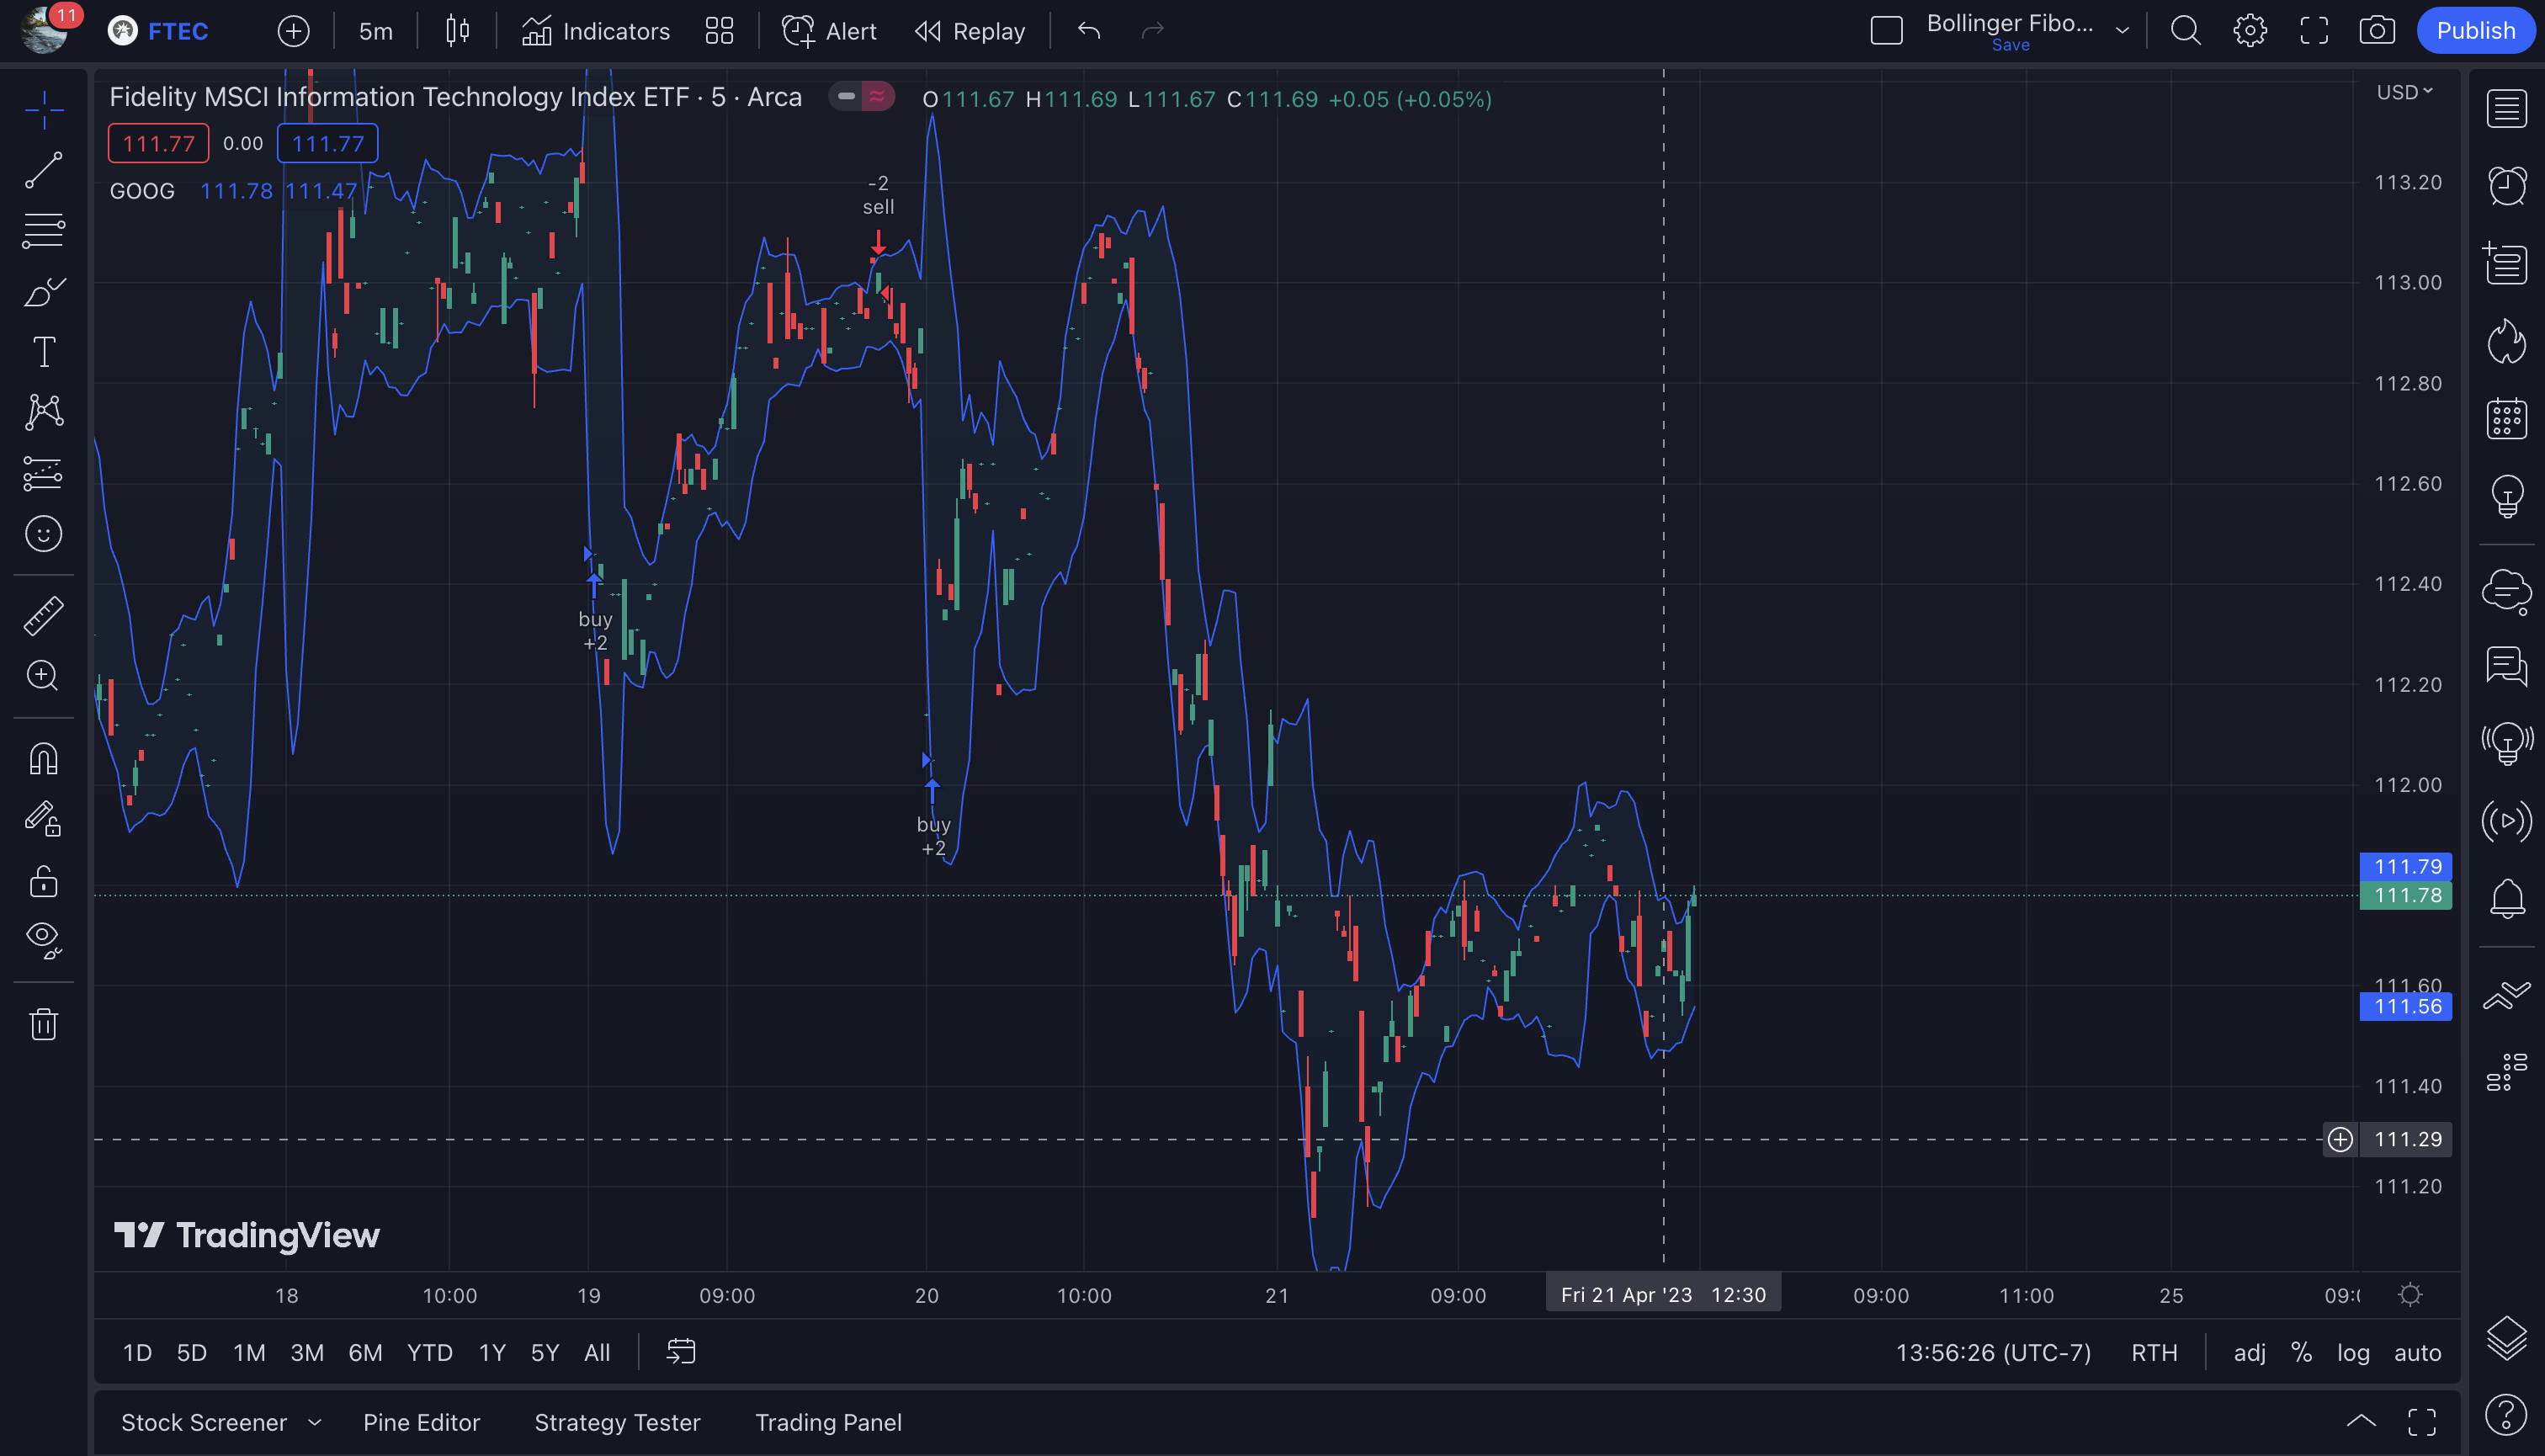 11
FTEC
5m
Indicators
Alert
Replay
Bollinger Fibo...
Save
Publish
Fidelity MSCI Information Technology Index ETF · 5 · Arca
O111.67 H111.69 L111.67 C111.69 +0.05 (+0.05%)
USD
111.77 0.00 111.77
GOOG 111.78 111.47
-2
sell
buy
+2
buy
+2
113.20
113.00
112.80
112.60
112.40
112.20
112.00
111.79
111.78
111.60
111.56
111.40
111.29
111.20
TradingView
18 10:00 19 09:00 20 10:00 21 09:00 Fri 21 Apr '23 12:30 09:00 11:00 25
1D 5D 1M 3M 6M YTD 1Y 5Y All
13:56:26 (UTC-7) RTH adj % log auto
Stock Screener Pine Editor Strategy Tester Trading Panel